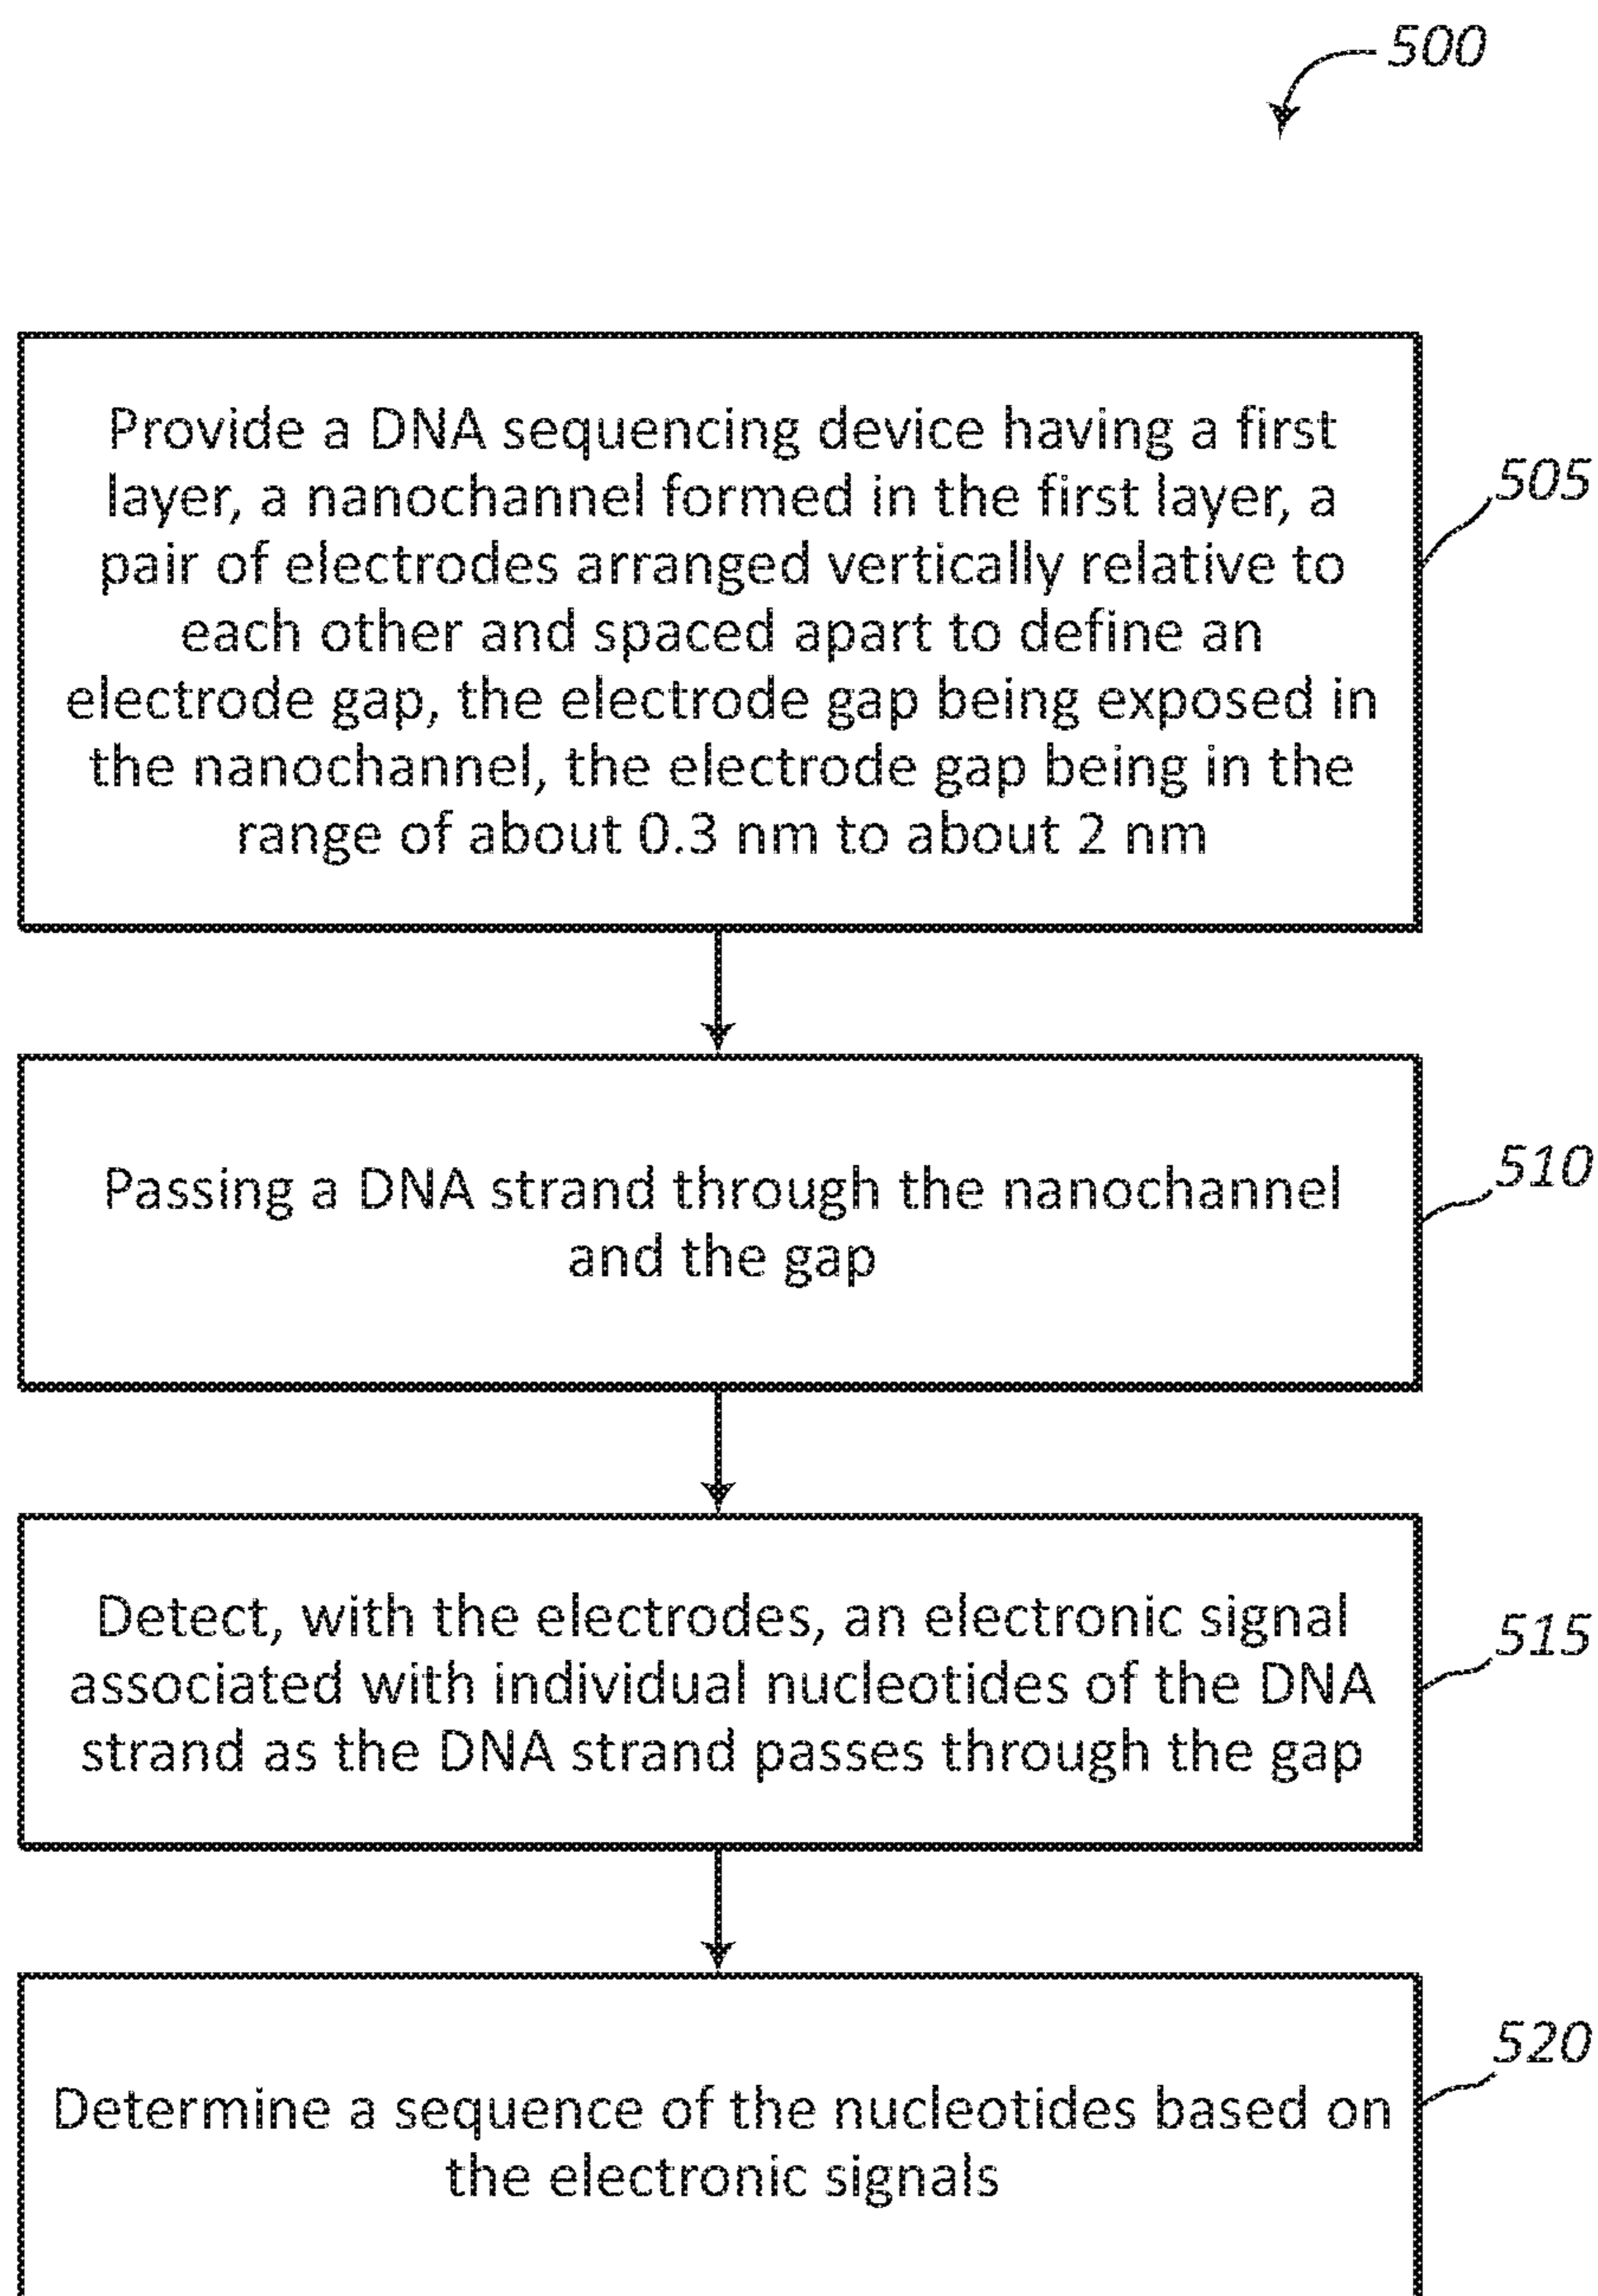 500
Provide a DNA sequencing device having a first
layer, a nanochannel formed in the first layer, a
pair of electrodes arranged vertically relative to
each other and spaced apart to define an
electrode gap, the electrode gap being exposed in
the nanochannel, the electrode gap being in the
range of about 0.3 nm to about 2 nm
505
Passing a DNA strand through the nanochannel
and the gap
510
Detect, with the electrodes, an electronic signal
associated with individual nucleotides of the DNA
strand as the DNA strand passes through the gap
515
Determine a sequence of the nucleotides based on
the electronic signals
520